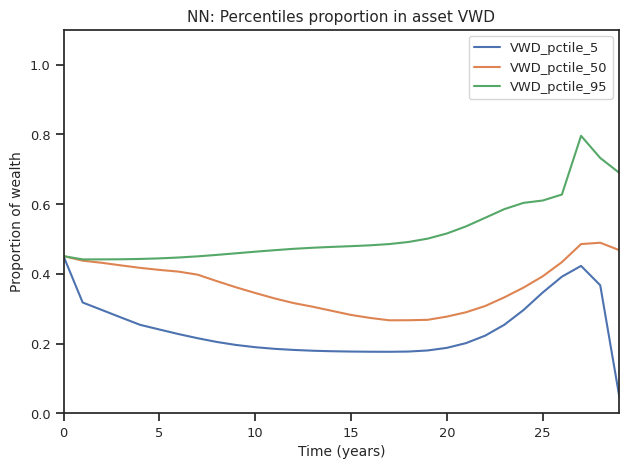 NN: Percentiles proportion in asset VWD
VWD_pctile_5
VWD_pctile_50
VWD_pctile_95
Proportion of wealth
1.0
0.8
0.6
0.4
0.2
0.0
0
5
10
15
20
25
Time (years)